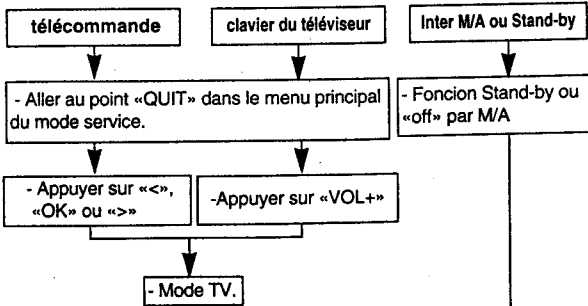 télécommande
clavier du téléviseur
Inter M/A ou Stand-by
- Aller au point «QUIT» dans le menu principal
du mode service.
- Foncion Stand-by ou
«off» par M/A
- Appuyer sur «<»,
«OK» ou «>»
-Appuyer sur «VOL+»
- Mode TV.